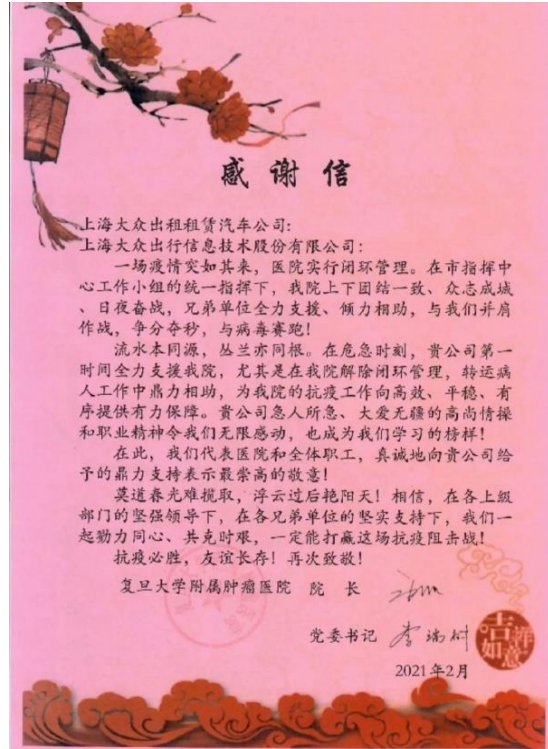 感谢信
上海大众出租租赁汽车公司:
上海大众出行信息技术股份有限公司:
一场疫情突如其来，医院实行闭环管理。在市指挥中
心工作小组的统一指挥下，我院上下团结一致、众志成城
、日夜奋战，兄弟单位全力支援、倾力相助，与我们并肩
作战，争分夺秒，与病毒赛跑！
流水本同源，丛兰亦同根。在危急时刻，贵公司第一
时间全力支援我院，尤其是在我院解除闭环管理，转运病
人工作中鼎力相助，为我院的抗疫工作向高效、平稳、有
序提供有力保障。贵公司急人所急、大爱无疆的高尚情操
和职业精神令我们无限感动，也成为我们学习的榜样！
在此，我们代表医院和全体职工，真诚地向贵公司给
予的鼎力支持表示最崇高的敬意！
莫道春光难揽取，浮云过后艳阳天！相信，在各上级
部门的坚强领导下，在各兄弟单位的坚实支持下，我们一
起勠力同心、共克时艰，一定能打赢这场抗疫阻击战！
抗疫必胜，友谊长存！再次致敬！
复旦大学附属肿瘤医院 院 长
党委书记 李端树
2021年2月
吉祥
如意